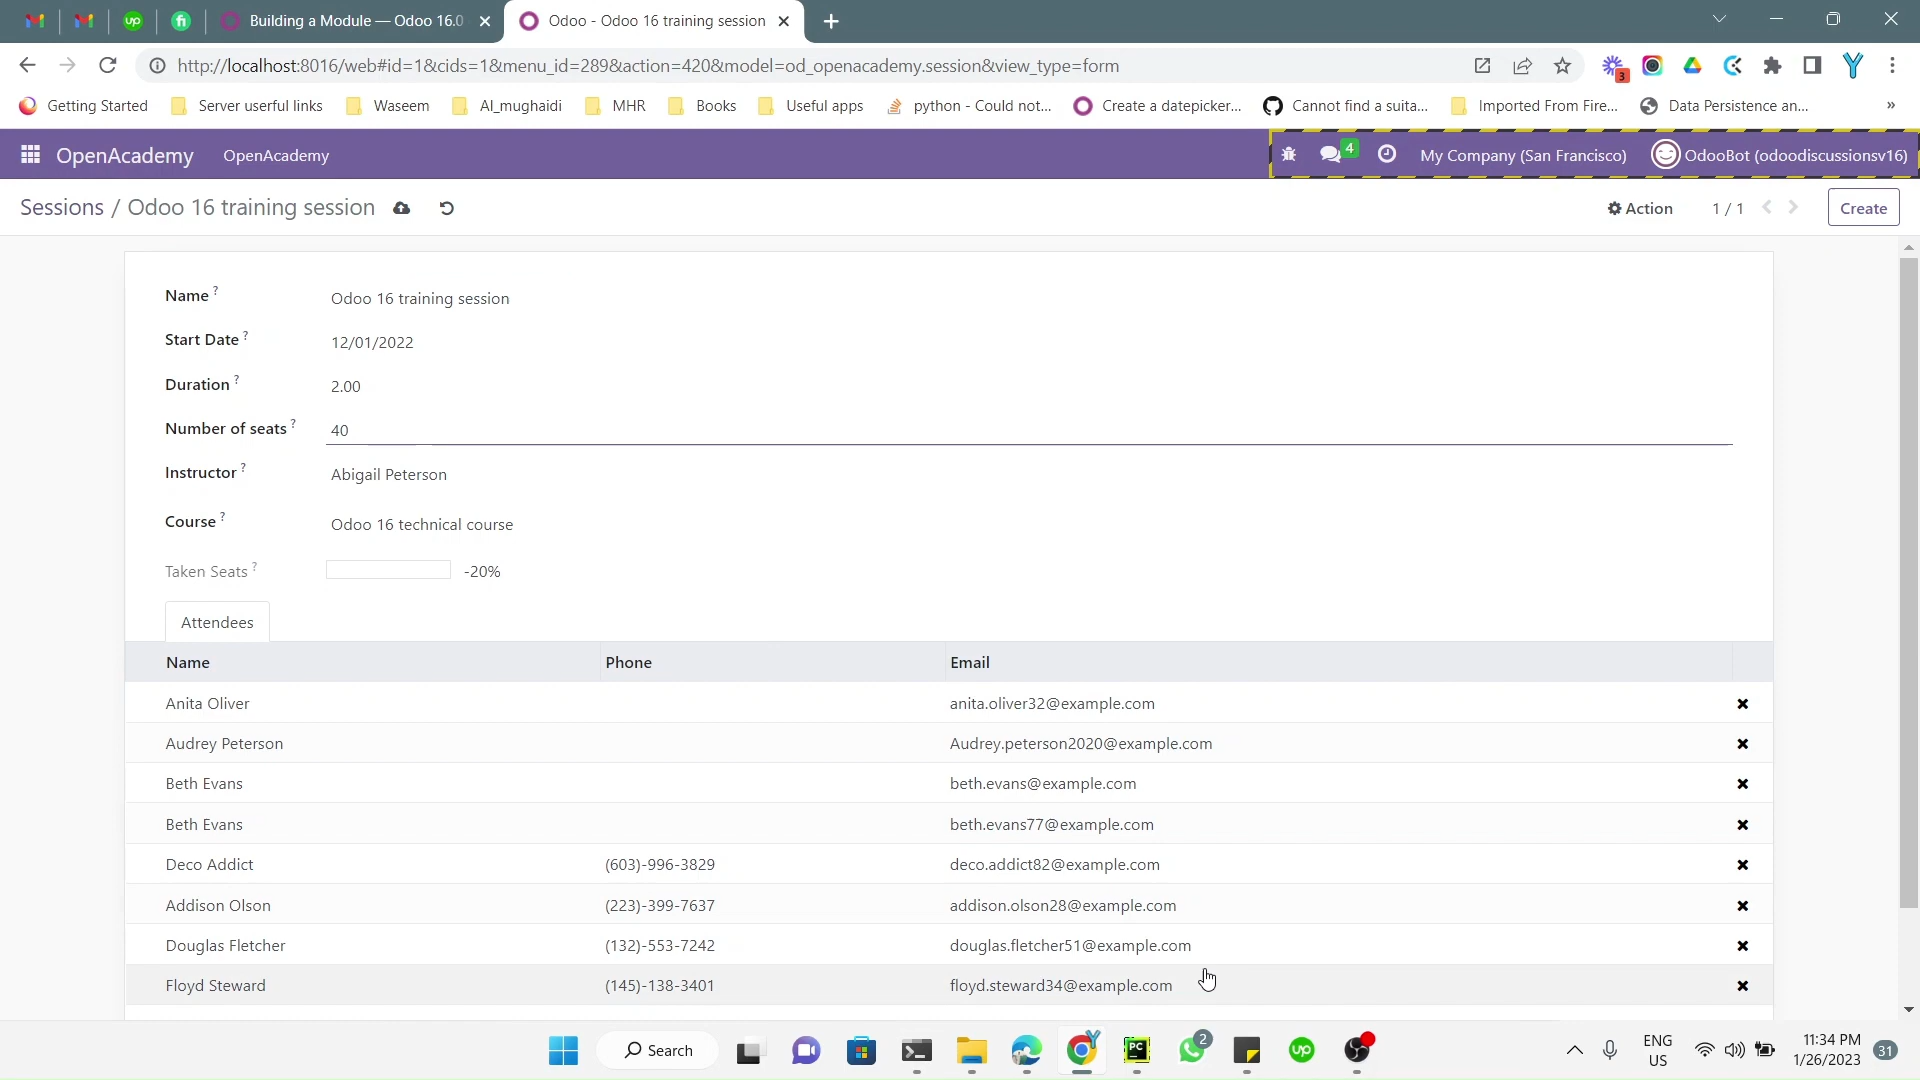 Building a Module — Odoo 16.0
Odoo - Odoo 16 training session
http://localhost:8016/web#id=1&cids=1&menu_id=289&action=420&model=od_openacademy.session&view_type=form
3
Getting Started
Server useful links
Waseem
Al_mughaidi
MHR
Books
Useful apps
python - Could not...
Create a datepicker...
Cannot find a suita...
Imported From Fire...
Data Persistence an...
»
OpenAcademy
OpenAcademy
4
My Company (San Francisco)
OdooBot (odoodiscussionsv16)
Sessions / Odoo 16 training session
Action
1 / 1
Create
Name ?
Odoo 16 training session
Start Date ?
12/01/2022
Duration ?
2.00
Number of seats ?
40
Instructor ?
Abigail Peterson
Course ?
Odoo 16 technical course
Taken Seats ?
-20%
Attendees
Name Phone Email
Anita Oliver anita.oliver32@example.com
Audrey Peterson Audrey.peterson2020@example.com
Beth Evans beth.evans@example.com
Beth Evans beth.evans77@example.com
Deco Addict (603)-996-3829 deco.addict82@example.com
Addison Olson (223)-399-7637 addison.olson28@example.com
Douglas Fletcher (132)-553-7242 douglas.fletcher51@example.com
Floyd Steward (145)-138-3401 floyd.steward34@example.com
Search
PC
2
up
ENG
US
11:34 PM
1/26/2023
31